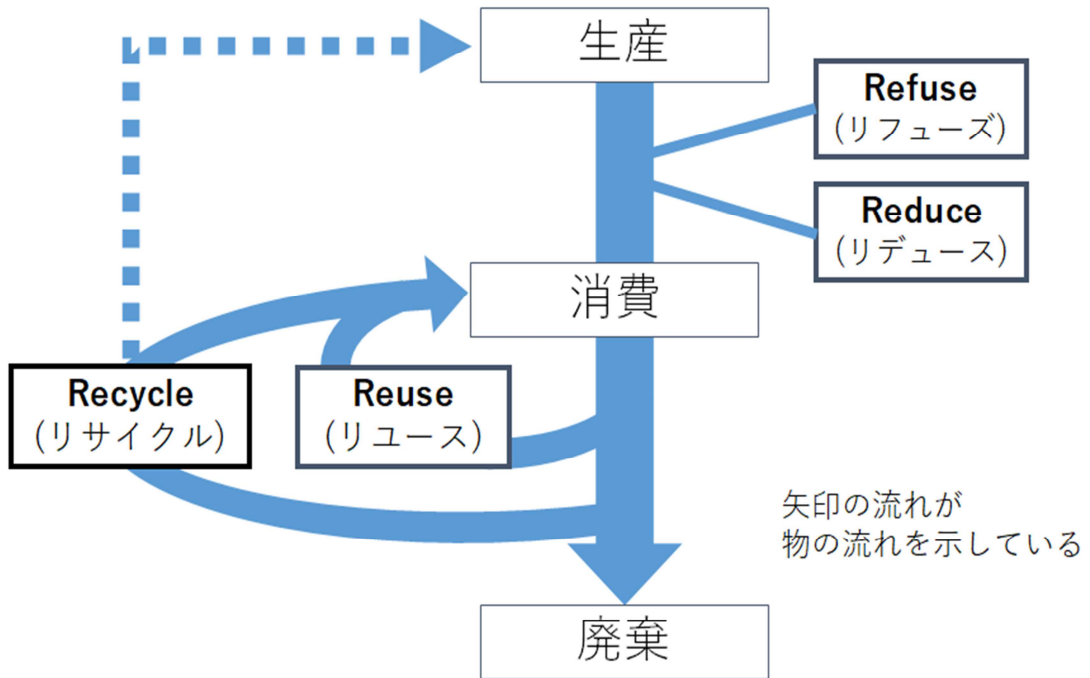 生産
Refuse
(リフューズ)
Reduce
(リデュース)
消費
Recycle
(リサイクル)
Reuse
(リユース)
矢印の流れが
物の流れを示している
廃棄